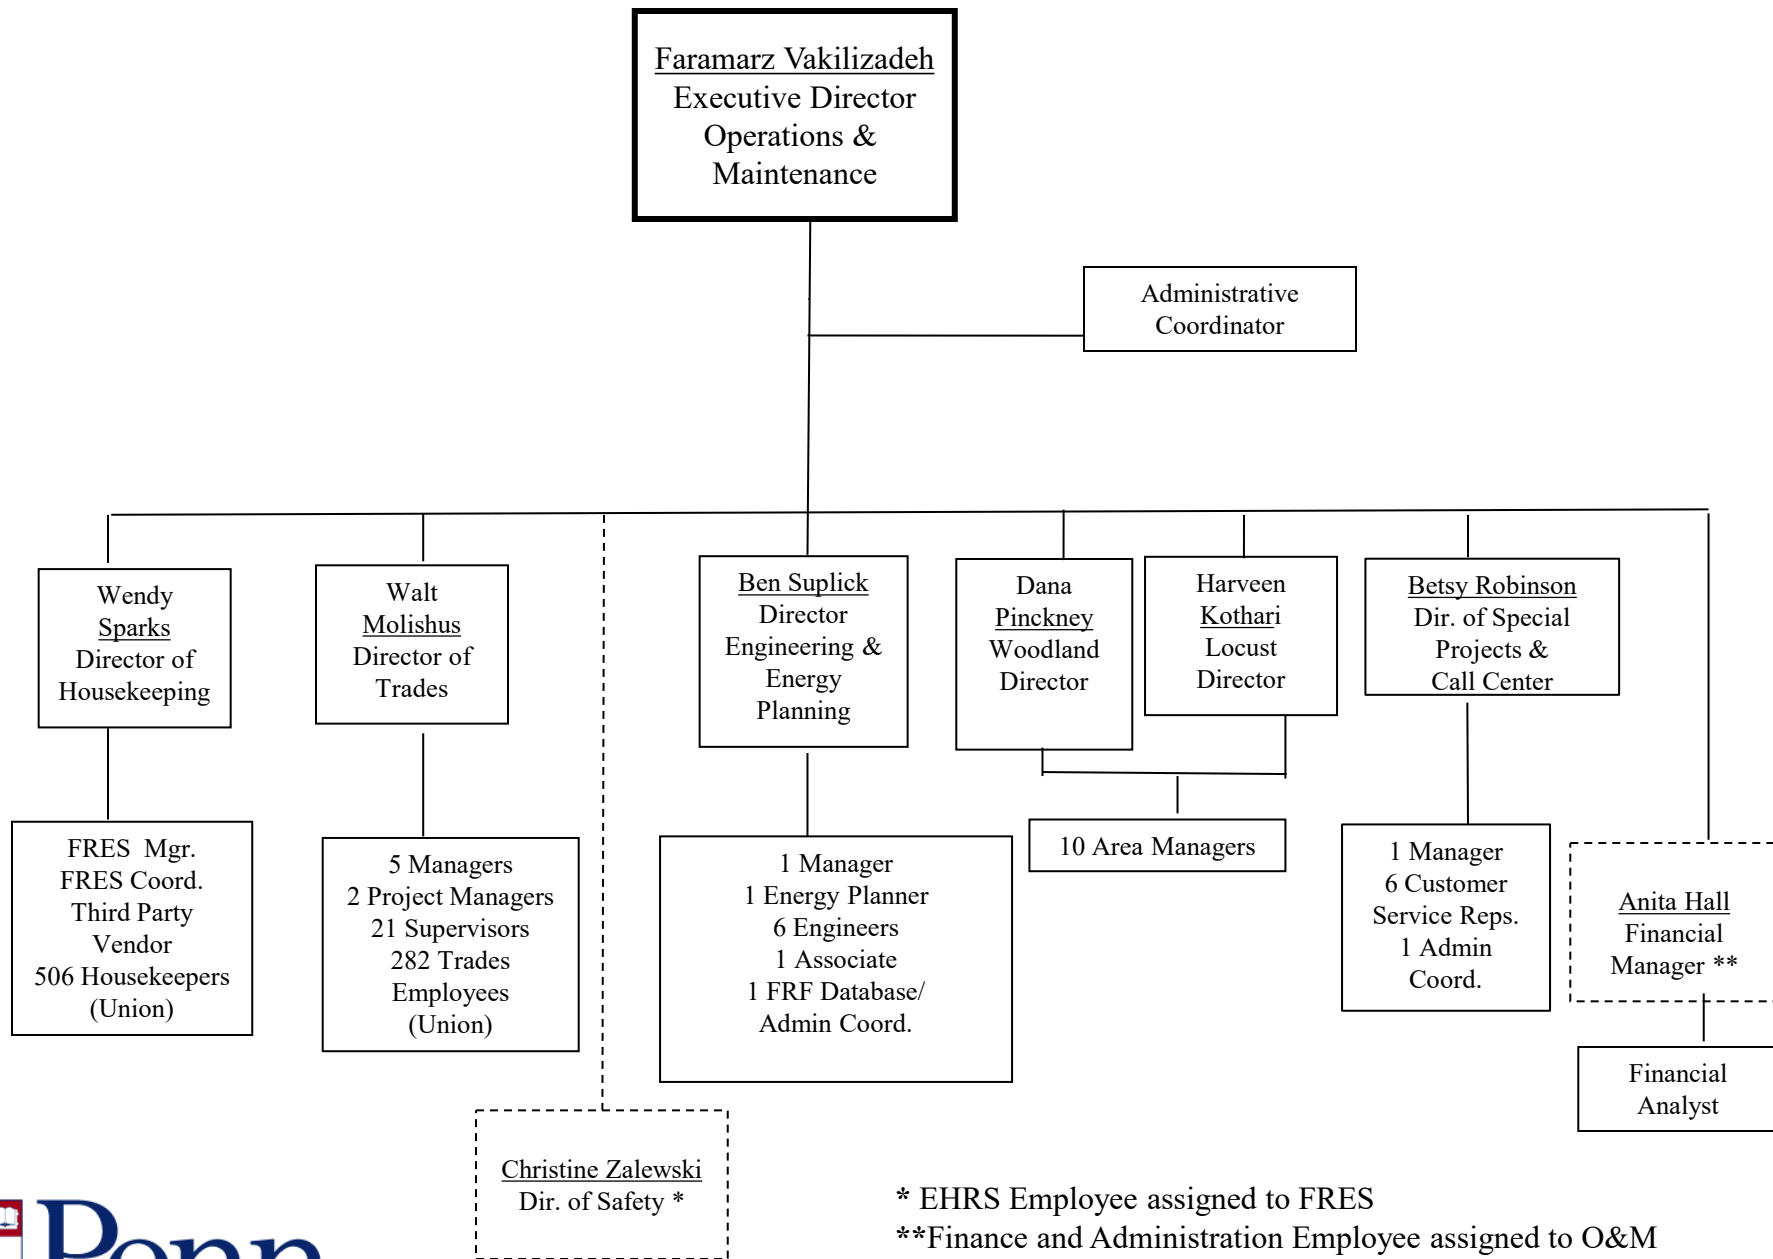 Faramarz Vakilizadeh
Executive Director
Operations &
Maintenance
Administrative
Coordinator
Wendy
Sparks
Director of
Housekeeping
Walt
Molishus
Director of
Trades
Ben Suplick
Director
Engineering &
Energy
Planning
Dana
Pinckney
Woodland
Director
Harveen
Kothari
Locust
Director
Betsy Robinson
Dir. of Special
Projects &
Call Center
FRES Mgr.
FRES Coord.
Third Party
Vendor
506 Housekeepers
(Union)
5 Managers
2 Project Managers
21 Supervisors
282 Trades
Employees
(Union)
1 Manager
1 Energy Planner
6 Engineers
1 Associate
1 FRF Database/
Admin Coord.
10 Area Managers
1 Manager
6 Customer
Service Reps.
1 Admin
Coord.
Anita Hall
Financial
Manager **
Financial
Analyst
Christine Zalewski
Dir. of Safety *
* EHRS Employee assigned to FRES
**Finance and Administration Employee assigned to O&M
Penn